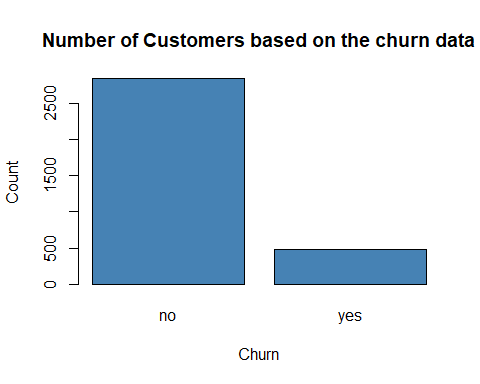 Number of Customers based on the churn data
2500
1500
500
0
Count
no yes
Churn